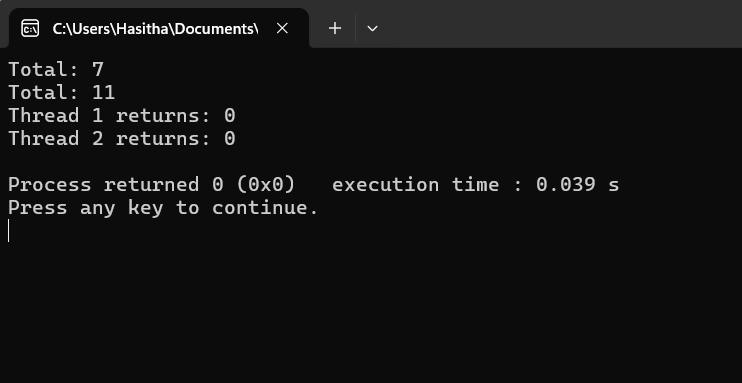 C:\Users\Hasitha\Documents\
Total: 7
Total: 11
Thread 1 returns: 0
Thread 2 returns: 0
Process returned 0 (0x0)   execution time : 0.039 s
Press any key to continue.